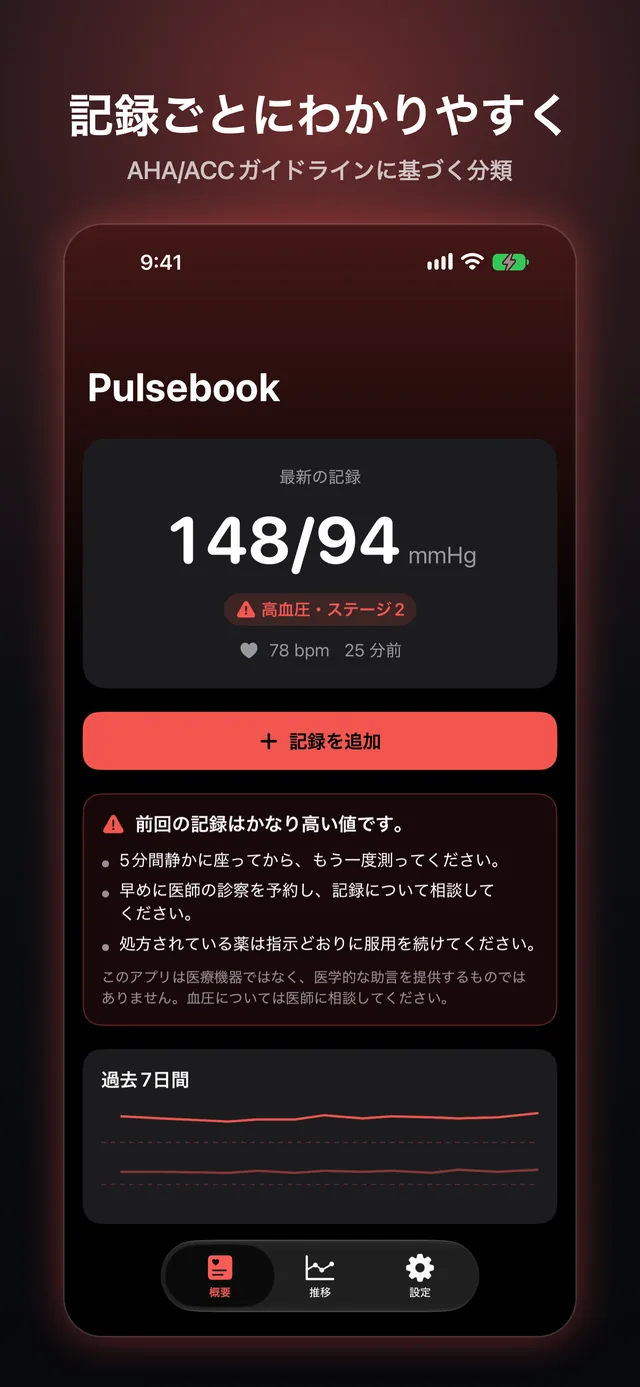 記録ごとにわかりやすく
AHA/ACCガイドラインに基づく分類
9:41
Pulsebook
最新の記録
148/94 mmHg
高血圧・ステージ2
78 bpm 25 分前
+ 記録を追加
前回の記録はかなり高い値です。
• 5分間静かに座ってから、もう一度測ってください。
• 早めに医師の診察を予約し、記録について相談して
ください。
• 処方されている薬は指示どおりに服用を続けてください。
このアプリは医療機器ではなく、医学的な助言を提供するものでは
ありません。血圧については医師に相談してください。
過去7日間
概要 推移 設定